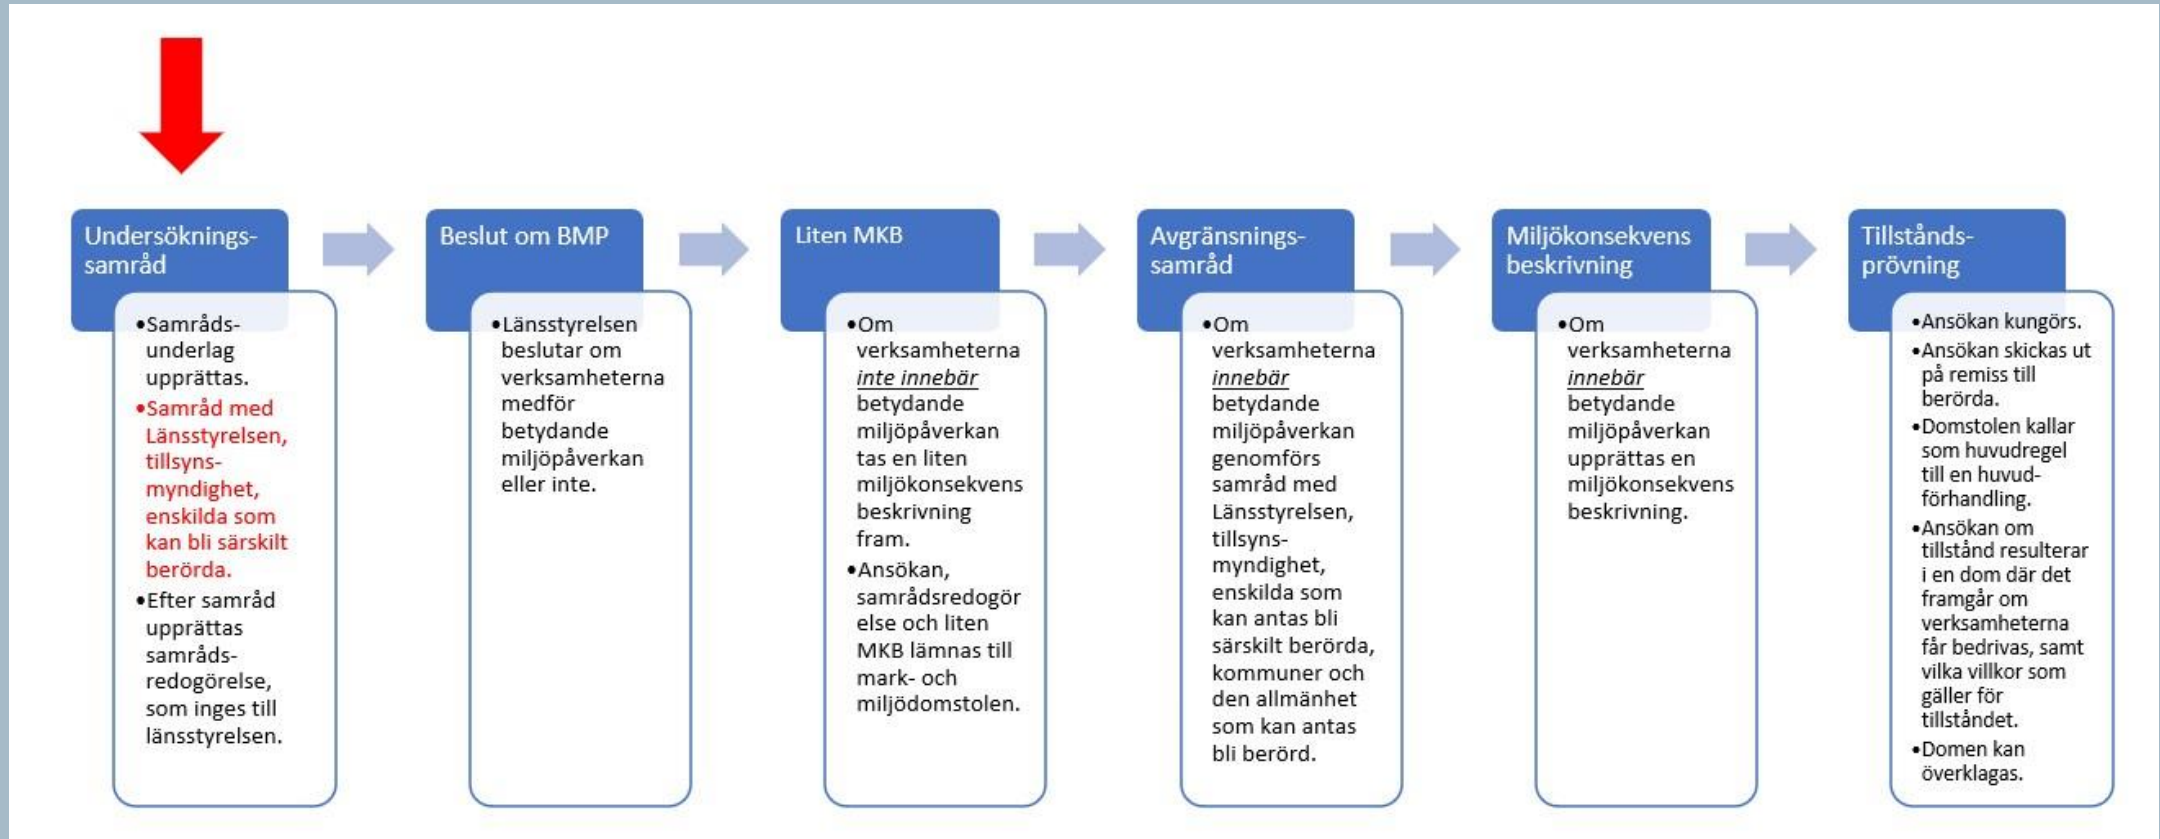 Undersöknings-
samråd
•Samråds-
underlag
upprättas.
•Samråd med
Länsstyrelsen,
tillsyns-
myndighet,
enskilda som
kan bli särskilt
berörda.
•Efter samråd
upprättas
samråds-
redogörelse,
som inges till
länsstyrelsen.
Beslut om BMP
•Länsstyrelsen
beslutar om
verksamheterna
medför
betydande
miljöpåverkan
eller inte.
Liten MKB
•Om
verksamheterna
inte innebär
betydande
miljöpåverkan
tas en liten
miljökonsekvens
beskrivning
fram.
•Ansökan,
samrådsredogör
else och liten
MKB lämnas till
mark- och
miljödomstolen.
Avgränsnings-
samråd
•Om
verksamheterna
innebär
betydande
miljöpåverkan
genomförs
samråd med
Länsstyrelsen,
tillsyns-
myndighet,
enskilda som
kan antas bli
särskilt berörda,
kommuner och
den allmänhet
som kan antas
bli berörd.
Miljökonsekvens
beskrivning
•Om
verksamheterna
innebär
betydande
miljöpåverkan
upprättas en
miljökonsekvens
beskrivning.
Tillstånds-
prövning
•Ansökan kungörs.
•Ansökan skickas ut
på remiss till
berörda.
•Domstolen kallar
som huvudregel
till en huvud-
förhandling.
•Ansökan om
tillstånd resulterar
i en dom där det
framgår om
verksamheterna
får bedrivas, samt
vilka villkor som
gäller för
tillståndet.
•Domen kan
överklagas.